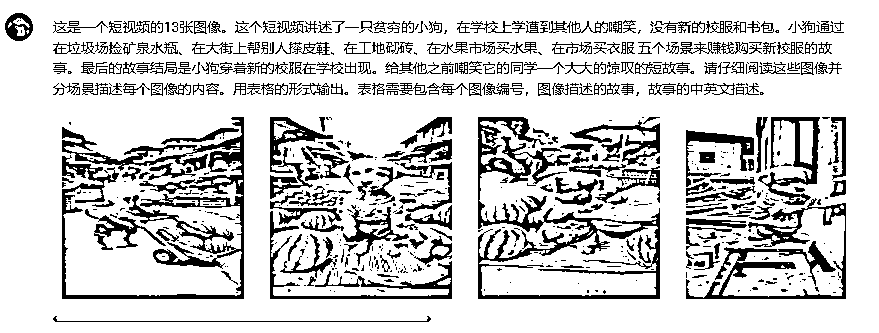 这是一个短视频的13张图像。这个短视频讲述了一只贫穷的小狗，在学校上学遭到其他人的嘲笑，没有新的校服和书包。小狗通过
在垃圾场捡矿泉水瓶、在大街上帮别人擦皮鞋、在工地砌砖、在水果市场买水果、在市场买衣服 五个场景来赚钱购买新校服的故
事。最后的故事结局是小狗穿着新的校服在学校出现。给其他之前嘲笑它的同学一个大大的惊叹的短故事。请仔细阅读这些图像并
分场景描述每个图像的内容。用表格的形式输出。表格需要包含每个图像编号，图像描述的故事，故事的中英文描述。